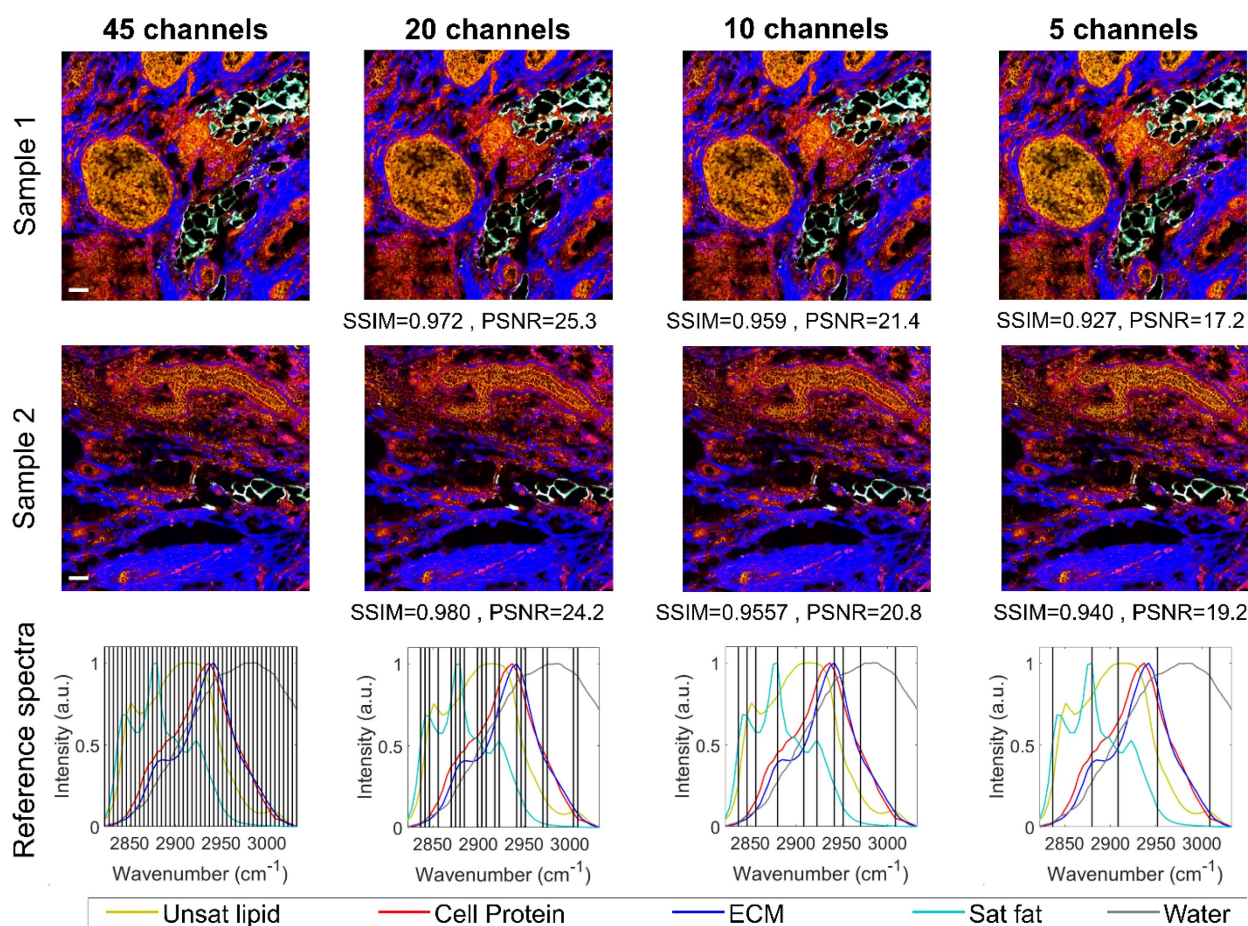 45 channels 20 channels 10 channels 5 channels
Sample 1
SSIM=0.972 , PSNR=25.3 SSIM=0.959 , PSNR=21.4 SSIM=0.927, PSNR=17.2
Sample 2
SSIM=0.980 , PSNR=24.2 SSIM=0.9557 , PSNR=20.8 SSIM=0.940 , PSNR=19.2
Reference spectra
Intensity (a.u.) Intensity (a.u.) Intensity (a.u.) Intensity (a.u.)
1 1 1 1
0.5 0.5 0.5 0.5
0 0 0 0
2850 2900 2950 3000 2850 2900 2950 3000 2850 2900 2950 3000 2850 2900 2950 3000
Wavenumber (cm⁻¹) Wavenumber (cm⁻¹) Wavenumber (cm⁻¹) Wavenumber (cm⁻¹)
Unsat lipid Cell Protein ECM Sat fat Water